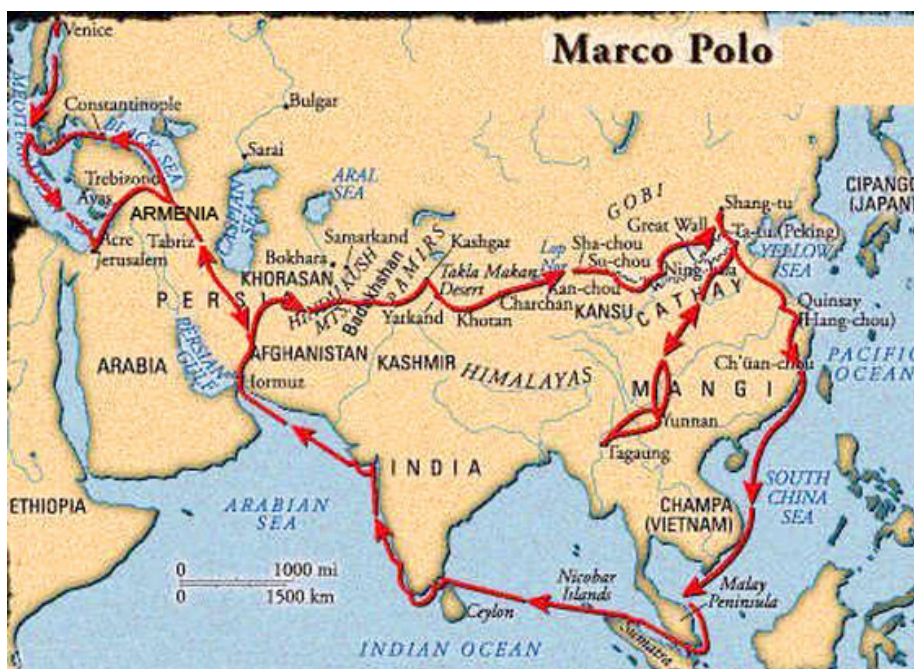 Marco Polo
Venice
MEDITERRANEAN SEA
Constantinople
BLACK SEA
Bulgar
Sarai
Trebizond
Ayas
ARMENIA
CASPIAN
SEA
ARAL
SEA
GOBI
Shang-tu
CIPANGO
(JAPAN)
Great Wall
Ta-tu (Peking)
YELLOW
SEA
Acre
Jerusalem
Tabriz
Bokhara
Samarkand
KHORASAN
HINDU KUSH
MTS
Badakhshan
PAMIRS
Kashgar
Takla Makan
Desert
Lop
Nor
Sha-chou
Su-chou
Kan-chou
Ning-hsia
KANSU
CATHAY
Charchan
Khotan
Yarkand
PERSIA
AFGHANISTAN
KASHMIR
HIMALAYAS
Quinsay
(Hang-chou)
ARABIA
PERSIAN
GULF
Hormuz
MANGI
Ch'üan-chou
PACIFIC
OCEAN
Yunnan
Tagaung
INDIA
ETHIOPIA
ARABIAN
SEA
CHAMPA
(VIETNAM)
SOUTH
CHINA
SEA
0 1000 mi
0 1500 km
Nicobar
Islands
Malay
Peninsula
Ceylon
Sumatra
INDIAN OCEAN